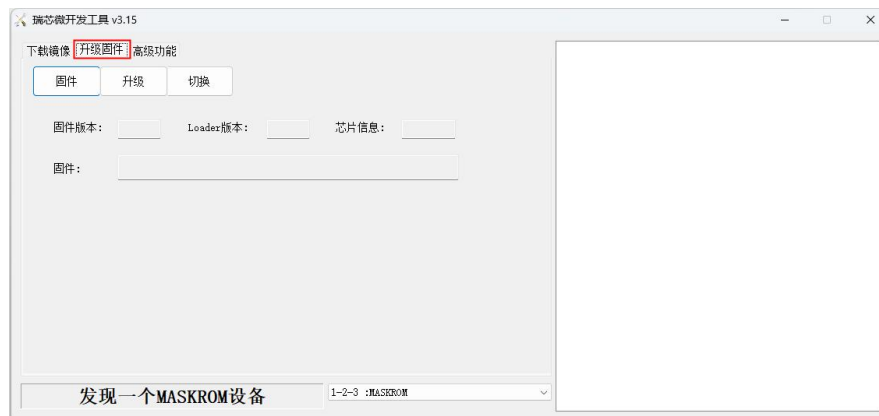 瑞芯微开发工具 v3.15
下载镜像 升级固件 高级功能
固件 升级 切换
固件版本: Loader版本: 芯片信息:
固件:
发现一个MASKROM设备 1-2-3 :MASKROM